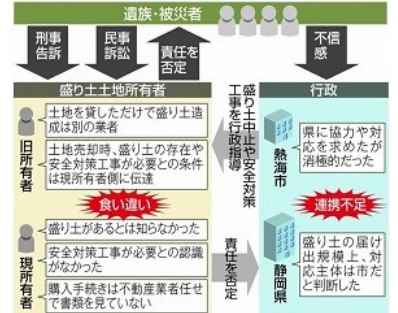 遺族・被災者
刑事
告訴
民事
訴訟
責任を
否定
不信
感
盛り土土地所有者
旧所有者
土地を貸しただけで盛り土造
成は別の業者
土地売却時、盛り土の存在や
安全対策工事が必要との条件
は現所有者側に伝達
食い違い
現所有者
盛り土があるとは知らなかった
安全対策工事が必要との認識
がなかった
購入手続きは不動産業者任せ
で書類を見ていない
盛り土中止や安全対策
工事を行政指導
責任を
否定
行政
熱海市
県に協力や対
応を求めたが
消極的だった
連携不足
静岡県
盛り土の届け
出規模上、対
応主体は市だ
と判断した